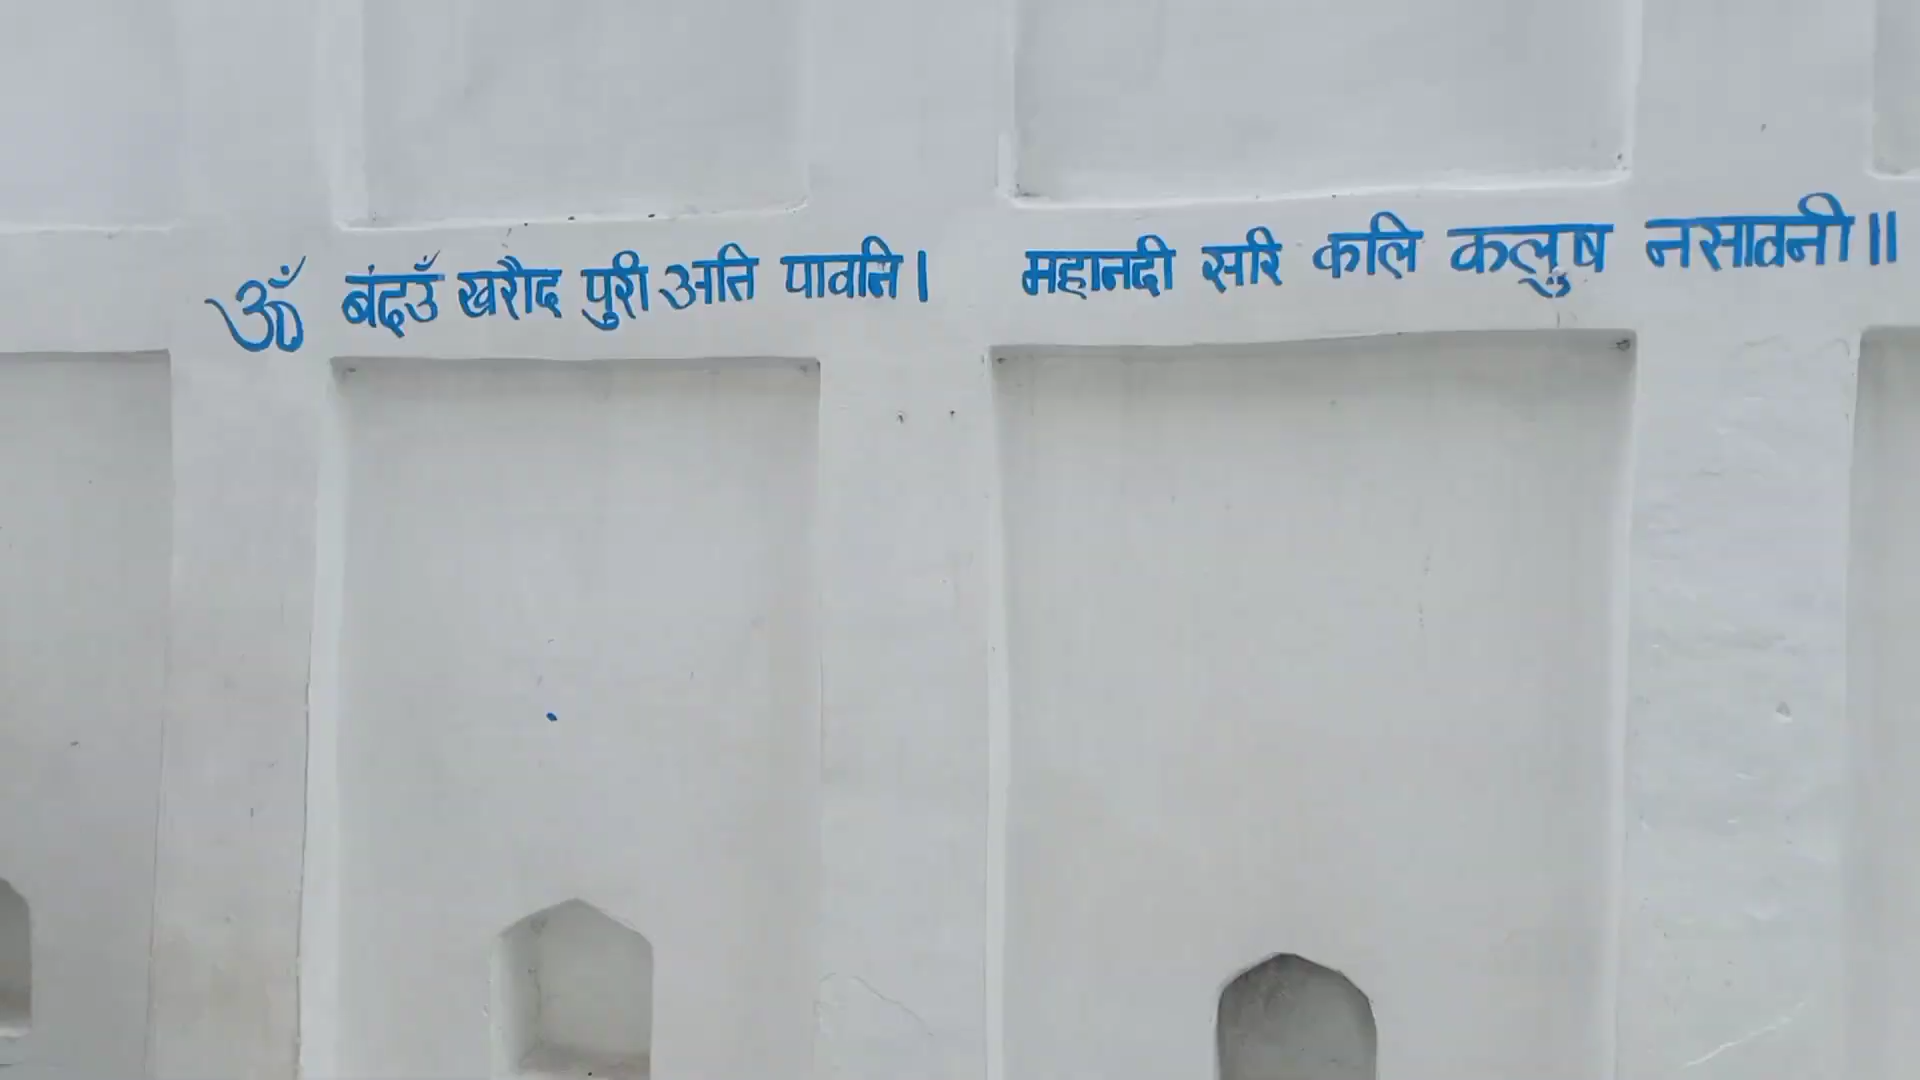 ॐ बंदउँ खरौद पुरी अति पावनि। महानदी सरि कलि कलुष नसावनी॥